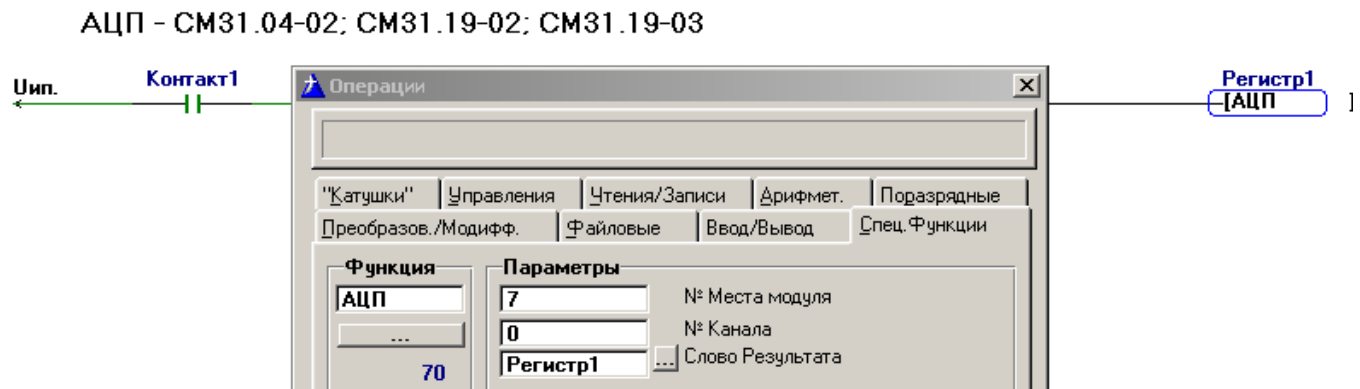 АЦП - СМ31.04-02; СМ31.19-02; СМ31.19-03
Uип.
Контакт1
Операции
Регистр1
[АЦП ]
"Катушки" Управления Чтения/Записи Арифмет. Поразрядные
Преобразов./Модифф. Файловые Ввод/Вывод Спец.Функции
Функция Параметры
АЦП 7 № Места модуля
... 0 № Канала
Регистр1 ... Слово Результата
70